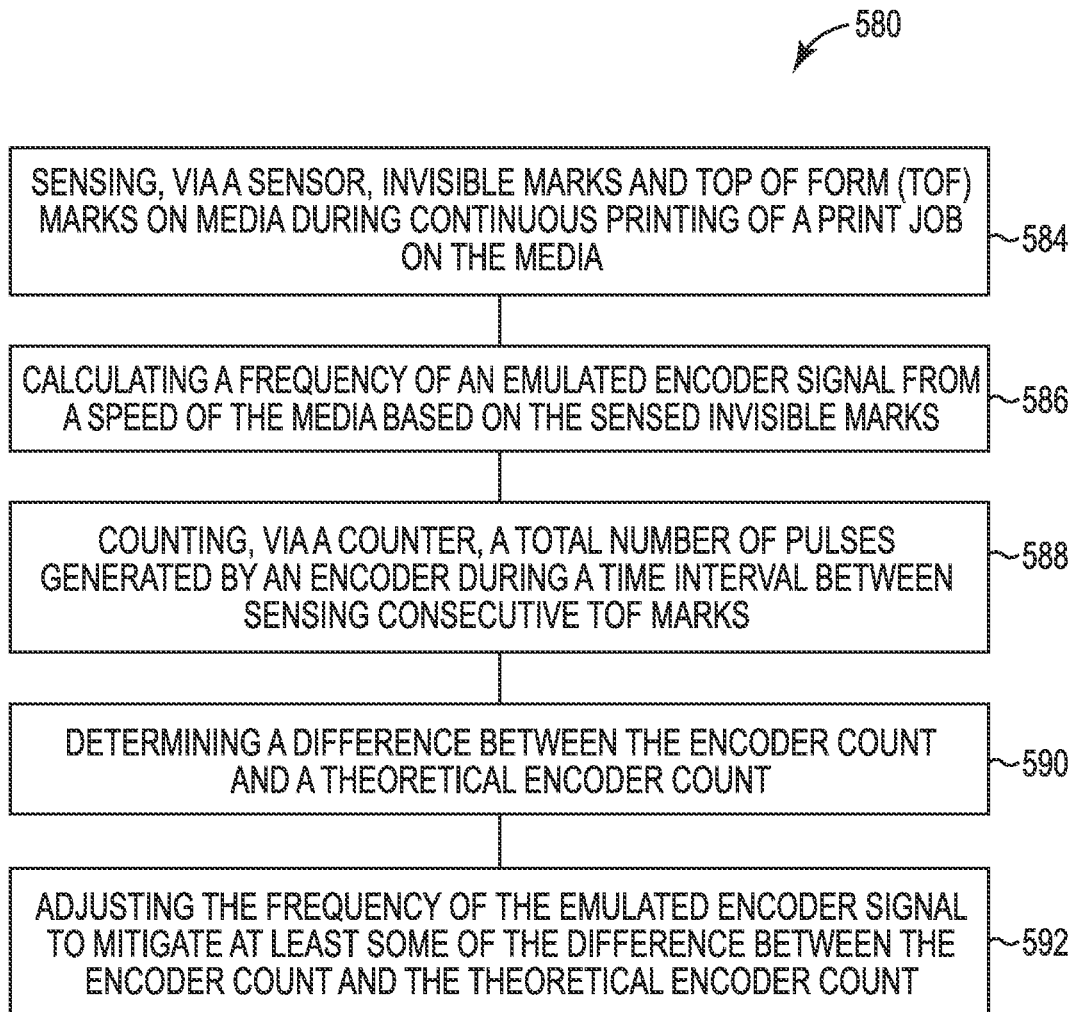 580
SENSING, VIA A SENSOR, INVISIBLE MARKS AND TOP OF FORM (TOF)
MARKS ON MEDIA DURING CONTINUOUS PRINTING OF A PRINT JOB
ON THE MEDIA
584
CALCULATING A FREQUENCY OF AN EMULATED ENCODER SIGNAL FROM
A SPEED OF THE MEDIA BASED ON THE SENSED INVISIBLE MARKS
586
COUNTING, VIA A COUNTER, A TOTAL NUMBER OF PULSES
GENERATED BY AN ENCODER DURING A TIME INTERVAL BETWEEN
SENSING CONSECUTIVE TOF MARKS
588
DETERMINING A DIFFERENCE BETWEEN THE ENCODER COUNT
AND A THEORETICAL ENCODER COUNT
590
ADJUSTING THE FREQUENCY OF THE EMULATED ENCODER SIGNAL
TO MITIGATE AT LEAST SOME OF THE DIFFERENCE BETWEEN THE
ENCODER COUNT AND THE THEORETICAL ENCODER COUNT
592